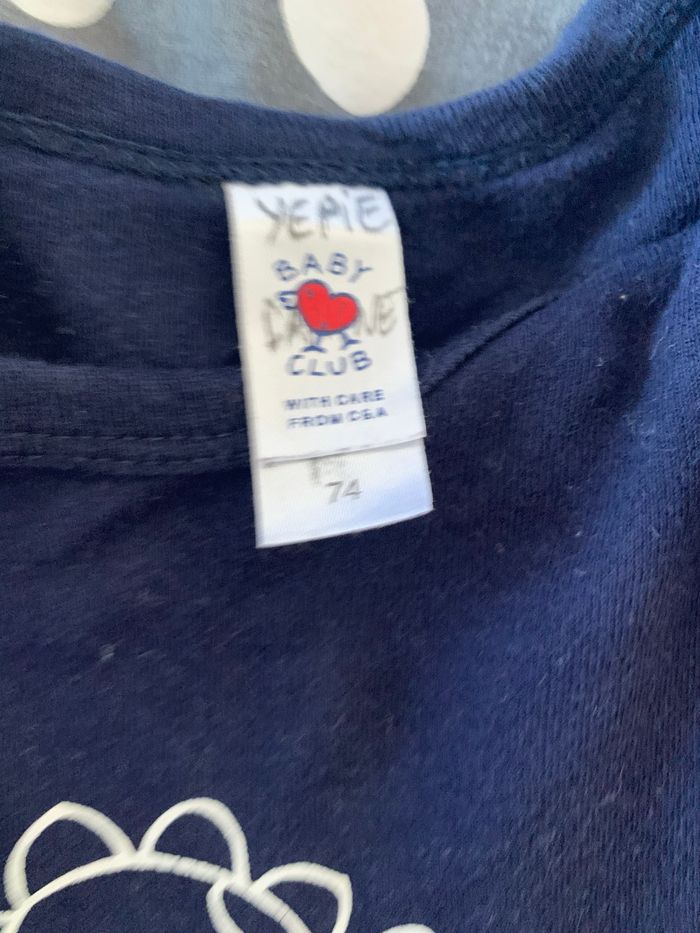 YEPIE
BABY
CLUB
WITH CARE
FROM C&A
74